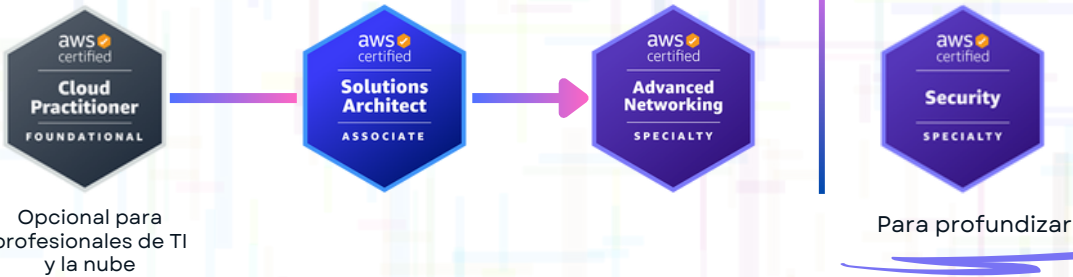 aws
certified
Cloud
Practitioner
FOUNDATIONAL
Opcional para
profesionales de TI
y la nube
aws
certified
Solutions
Architect
ASSOCIATE
aws
certified
Advanced
Networking
SPECIALTY
aws
certified
Security
SPECIALTY
Para profundizar